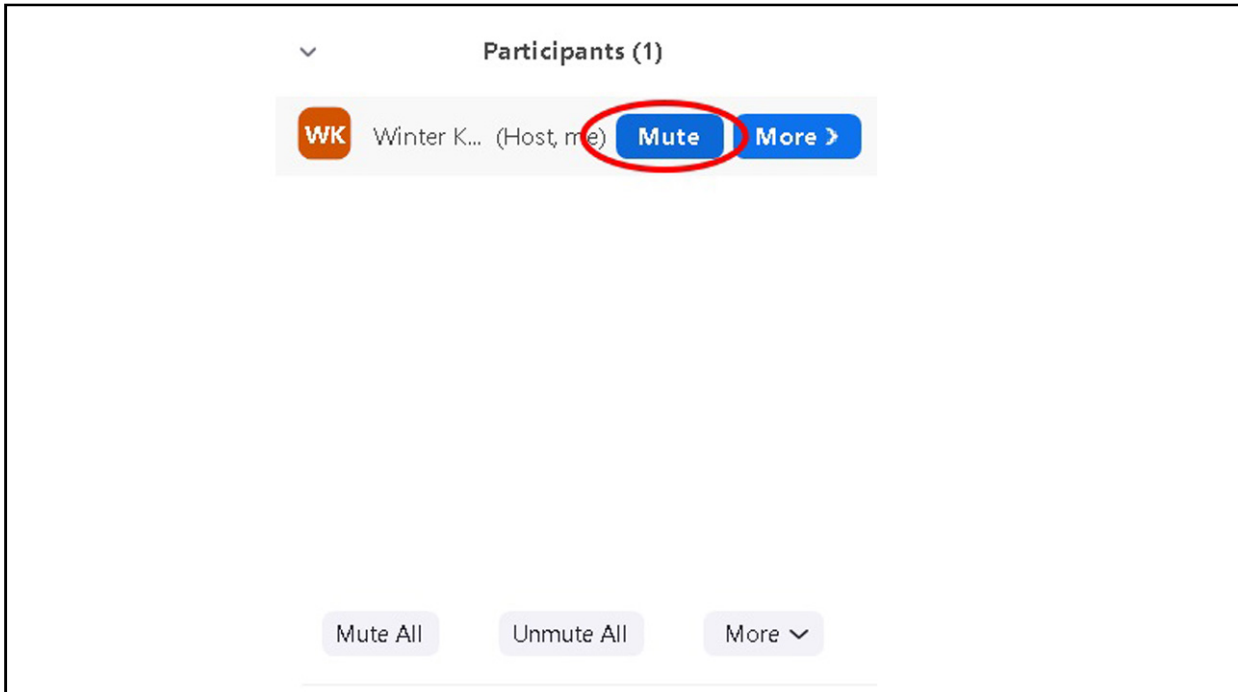 Participants (1)
WK Winter K... (Host, me) Mute More >
Mute All Unmute All More